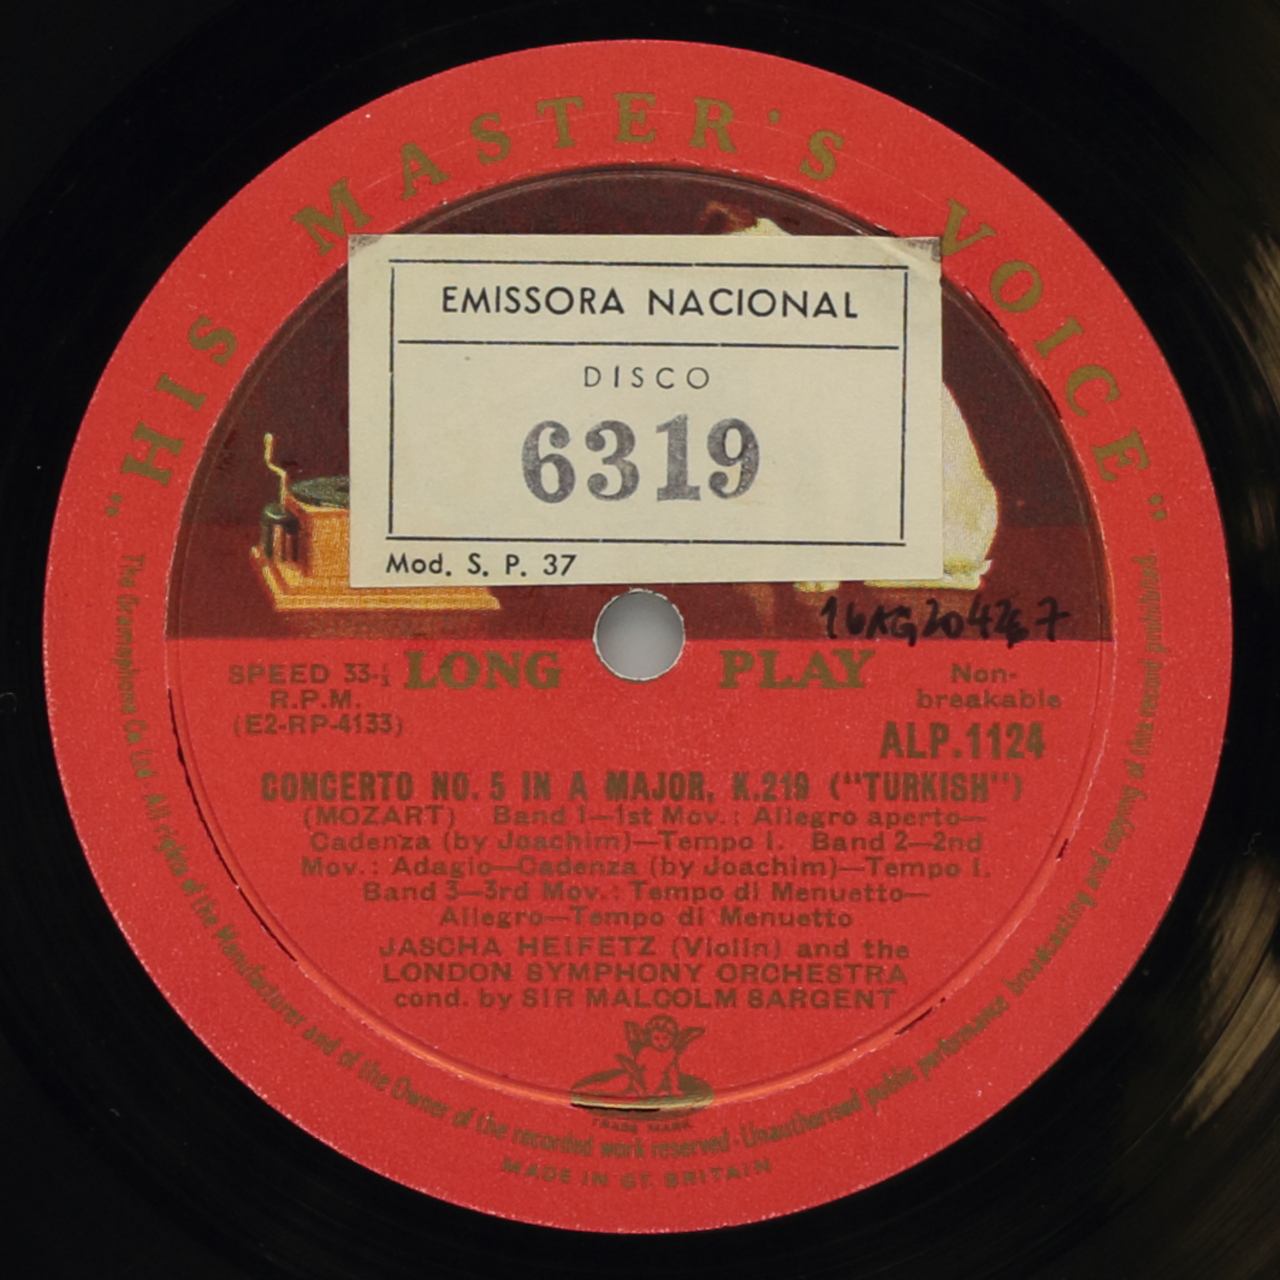 "HIS MASTER'S VOICE"
EMISSORA NACIONAL
DISCO
6319
Mod. S. P. 37
SPEED 33-⅓
R.P.M.
(E2-RP-4133)
LONG PLAY
Non-
breakable
ALP.1124
CONCERTO NO. 5 IN A MAJOR, K.219 ("TURKISH")
(MOZART) Band 1—1st Mov.: Allegro aperto—
Cadenza (by Joachim)—Tempo I. Band 2—2nd
Mov.: Adagio—Cadenza (by Joachim)—Tempo I.
Band 3—3rd Mov.: Tempo di Menuetto—
Allegro—Tempo di Menuetto
JASCHA HEIFETZ (Violin) and the
LONDON SYMPHONY ORCHESTRA
cond. by SIR MALCOLM SARGENT
TRADE MARK
The Gramophone Co. Ltd. All rights of the Manufacturer and of the Owner of the recorded work reserved · Unauthorised public performance broadcasting and copying of this record prohibited.
MADE IN GT. BRITAIN